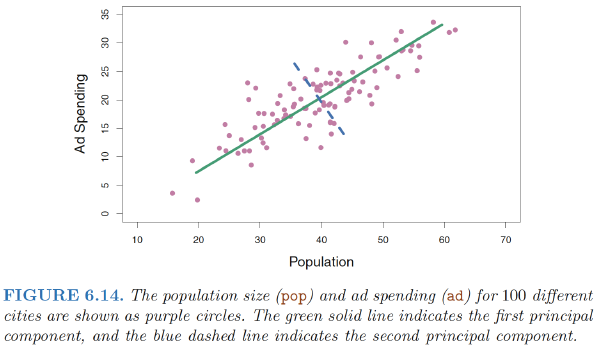 35
30
25
20
15
10
5
0
Ad Spending
10 20 30 40 50 60 70
Population
FIGURE 6.14. The population size (pop) and ad spending (ad) for 100 different
cities are shown as purple circles. The green solid line indicates the first principal
component, and the blue dashed line indicates the second principal component.